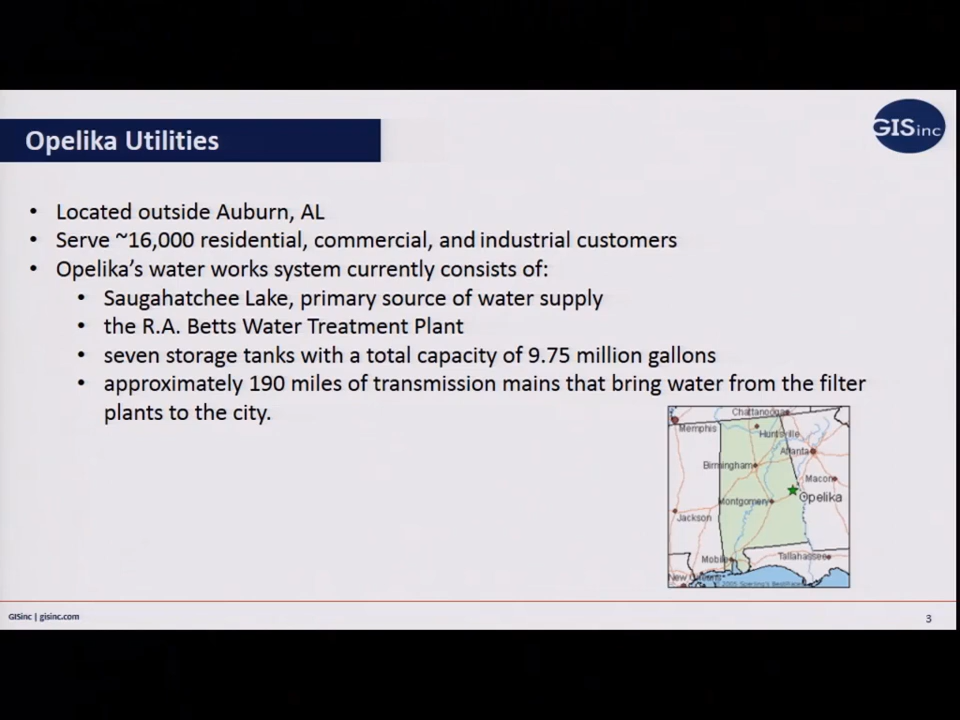 Opelika Utilities
GISinc
• Located outside Auburn, AL
• Serve ~16,000 residential, commercial, and industrial customers
• Opelika's water works system currently consists of:
• Saugahatchee Lake, primary source of water supply
• the R.A. Betts Water Treatment Plant
• seven storage tanks with a total capacity of 9.75 million gallons
• approximately 190 miles of transmission mains that bring water from the filter
plants to the city.
Chattanooga
Memphis
Huntsville
Atlanta
Birmingham
Macon
Opelika
Montgomery
Jackson
Mobile
Tallahassee
New Orleans
© 2005 Sperling's BestPlaces
GISinc | gisinc.com
3